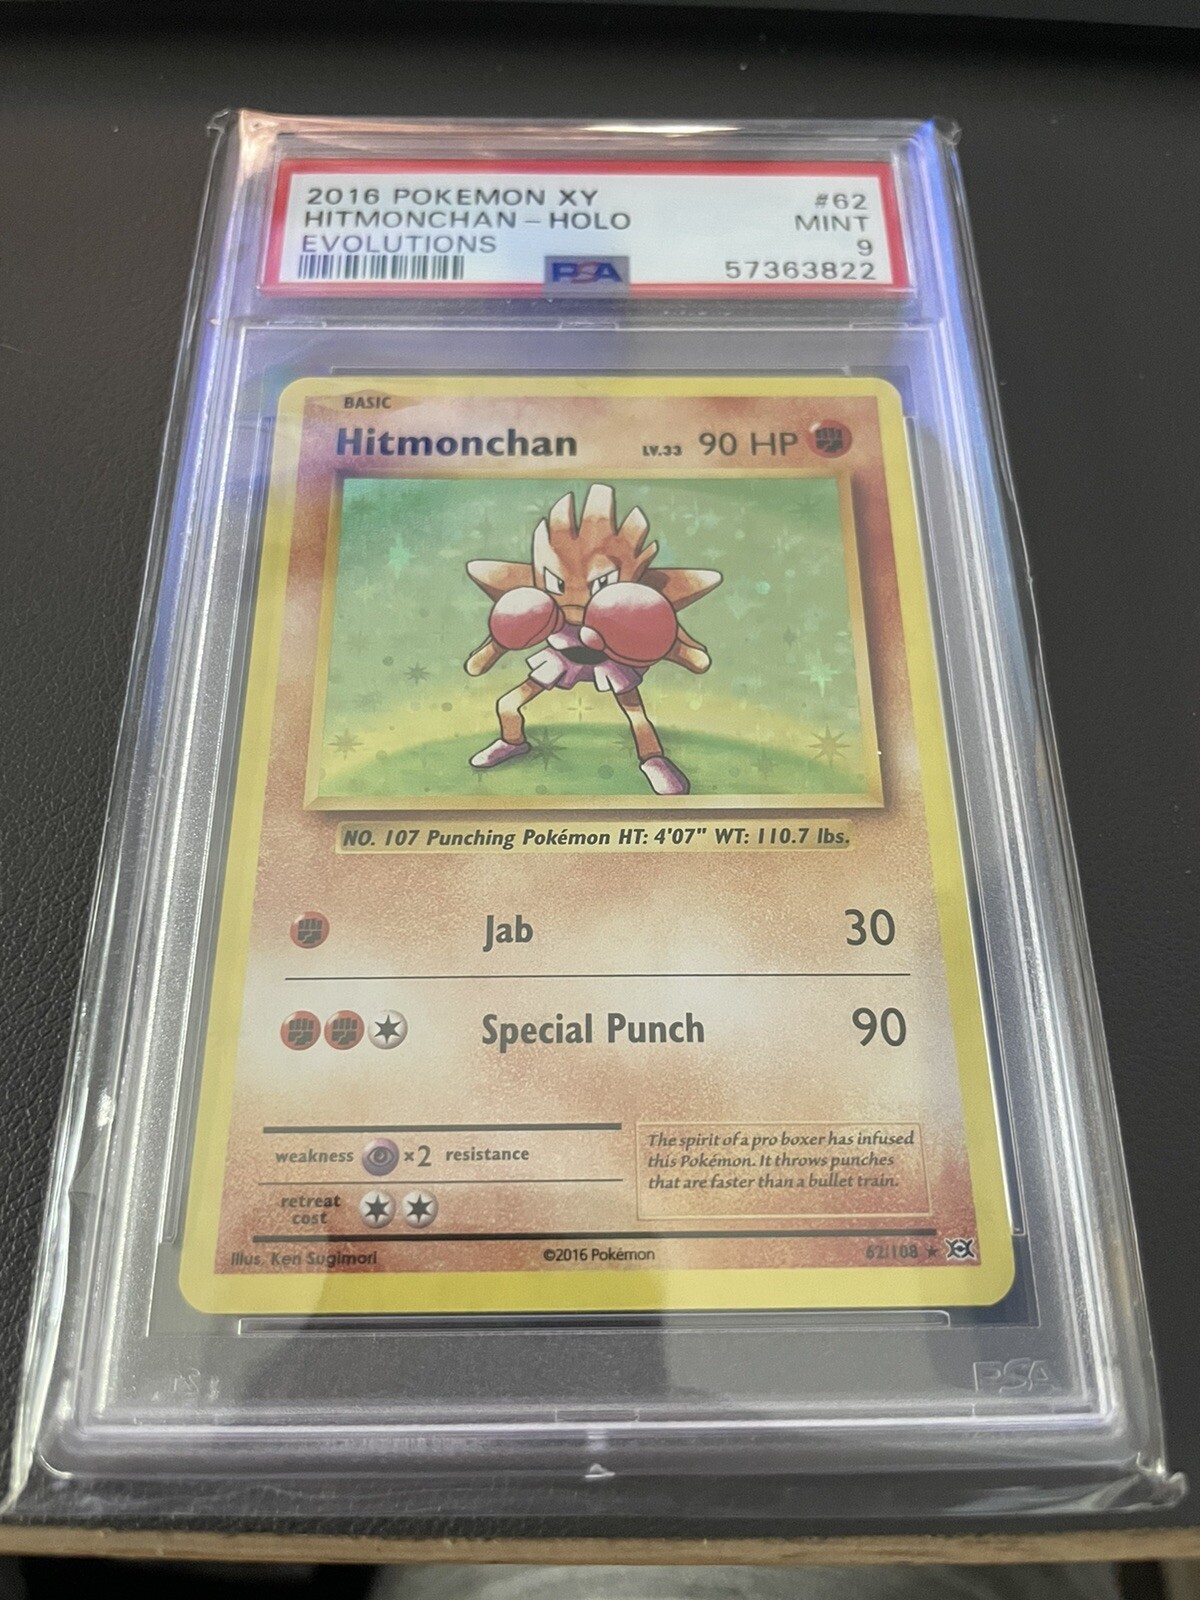 2016 POKEMON XY #62
HITMONCHAN - HOLO MINT
EVOLUTIONS 9
PSA 57363822
BASIC
Hitmonchan LV.33 90 HP
NO. 107 Punching Pokémon HT: 4'07" WT: 110.7 lbs.
Jab 30
Special Punch 90
weakness ×2 resistance
retreat
cost
The spirit of a pro boxer has infused
this Pokémon. It throws punches
that are faster than a bullet train.
Illus. Ken Sugimori ©2016 Pokémon 62/108 ★
PSA